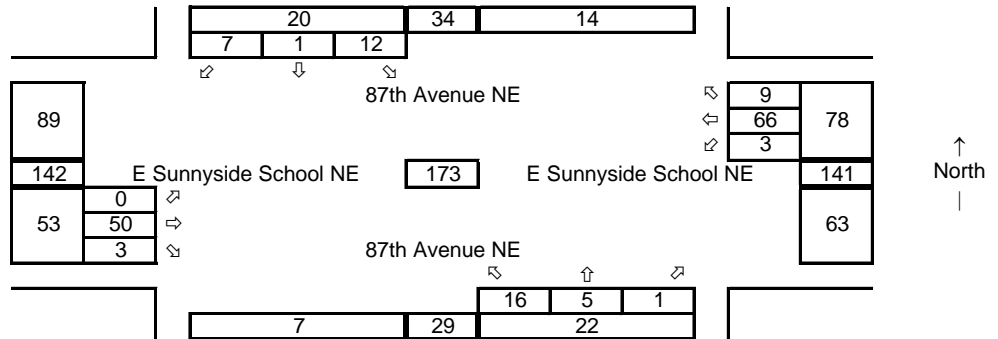 20 34 14
7 1 12
⬃ ⇩ ⬂
87th Avenue NE
⬁ 9
89 ⇦ 66 78
⬃ 3
↑
142 E Sunnyside School NE 173 E Sunnyside School NE 141 North
|
0 ⬀
53 50 ⇨ 63
3 ⬂
87th Avenue NE
⬁ ⇧ ⬀
16 5 1
7 29 22